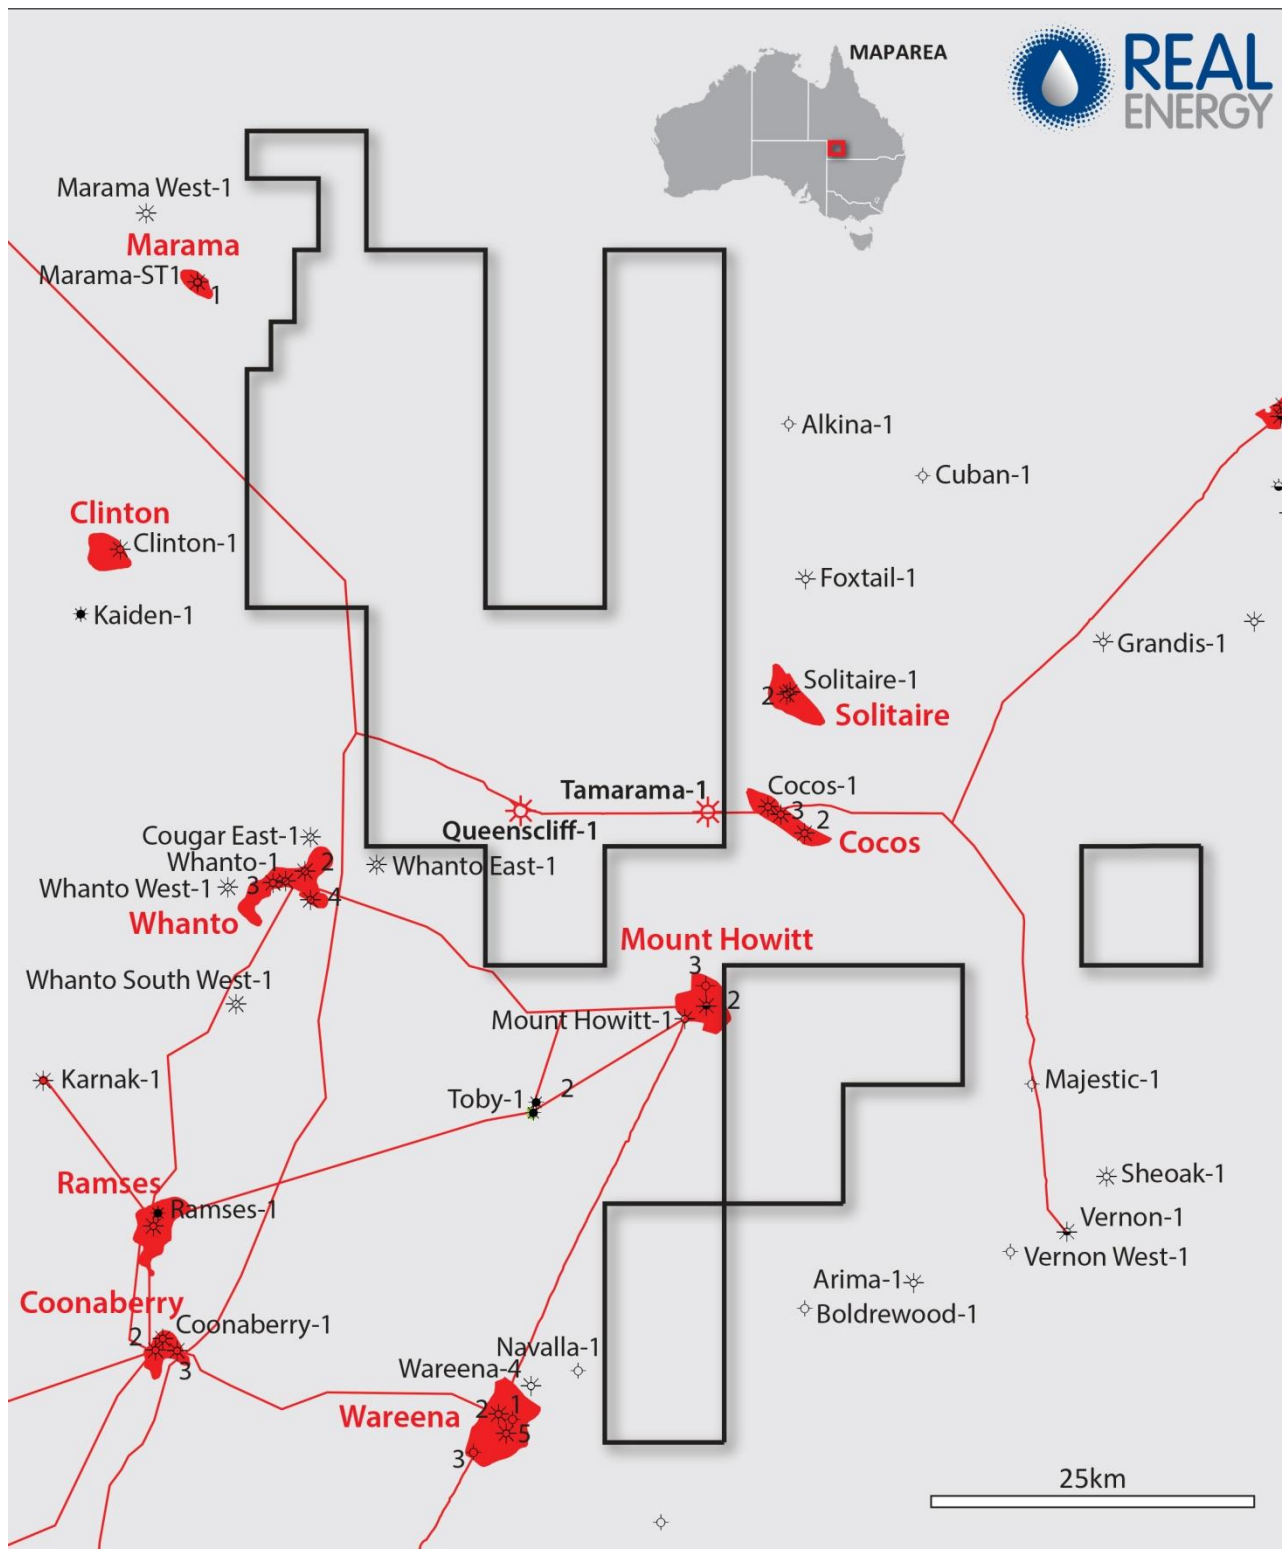 MAPAREA
REAL
ENERGY
Marama West-1
Marama
Marama-ST1
1
Alkina-1
Cuban-1
Clinton
Clinton-1
Foxtail-1
Kaiden-1
Grandis-1
Solitaire-1
2
Solitaire
Tamarama-1
Cocos-1
3
2
Queenscliff-1
Cocos
Cougar East-1
Whanto-1
2
Whanto East-1
Whanto West-1
3
4
Whanto
Mount Howitt
3
Whanto South West-1
2
Mount Howitt-1
Karnak-1
Toby-1
2
Majestic-1
Ramses
Sheoak-1
Ramses-1
Vernon-1
Vernon West-1
Arima-1
Coonaberry
Boldrewood-1
Coonaberry-1
2
3
Navalla-1
Wareena-4
2
1
Wareena
5
3
25km